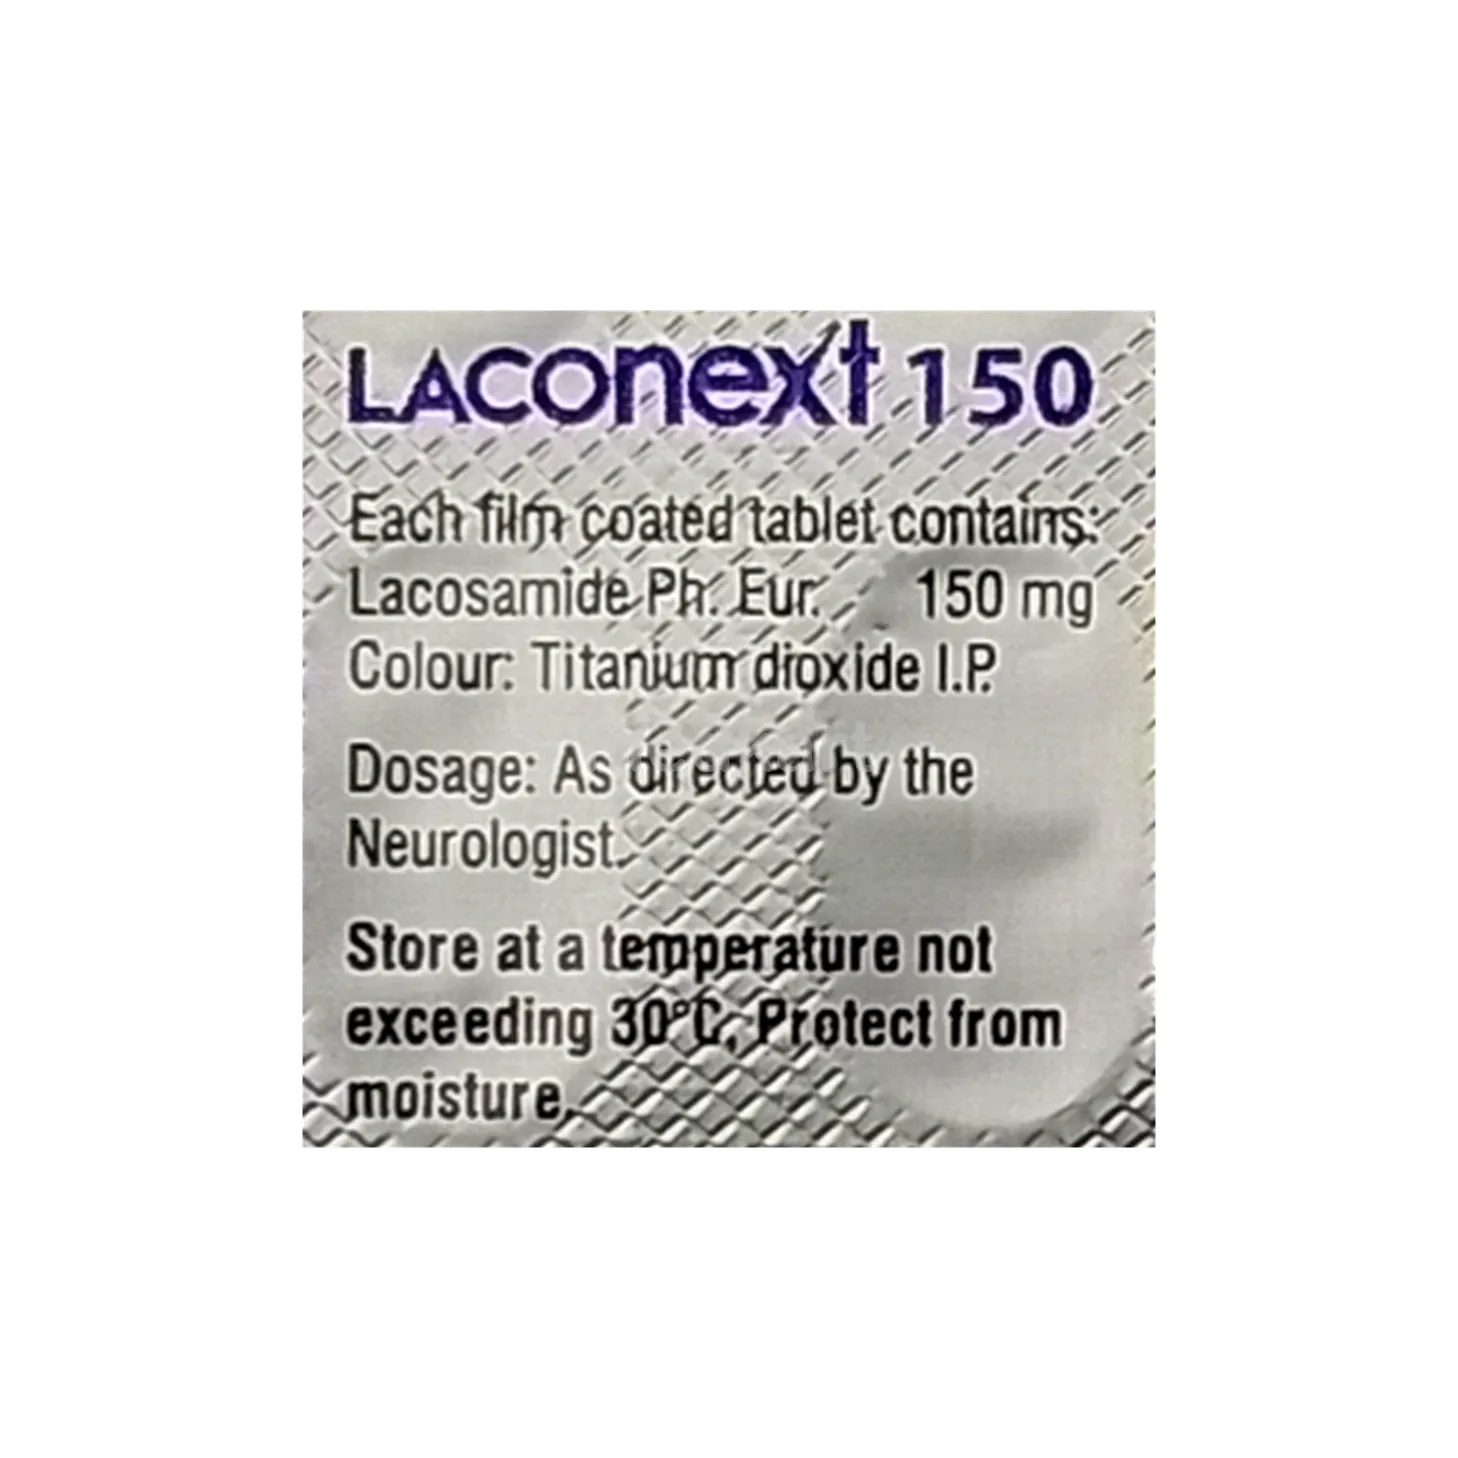 LACONEXT 150
Each film coated tablet contains:
Lacosamide Ph. Eur. 150 mg
Colour: Titanium dioxide I.P.
Dosage: As directed by the
Neurologist.
Store at a temperature not
exceeding 30°C, Protect from
moisture.